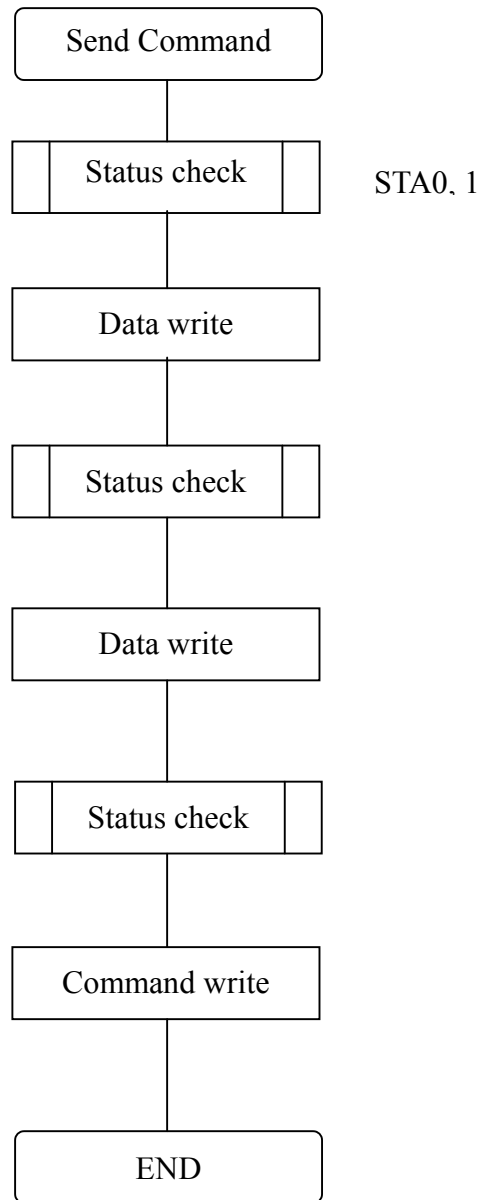 Send Command
Status check
STA0, 1
Data write
Status check
Data write
Status check
Command write
END